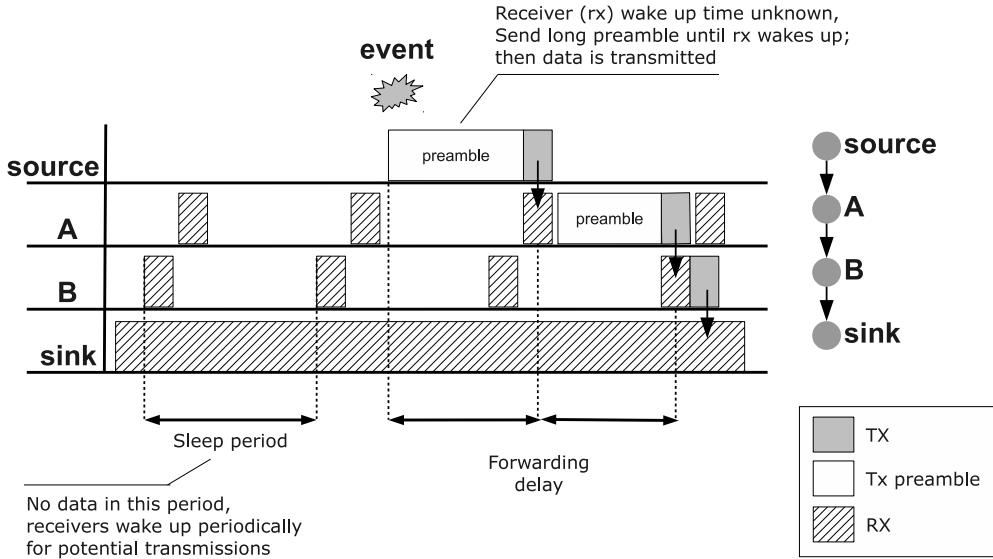 Receiver (rx) wake up time unknown,
Send long preamble until rx wakes up;
then data is transmitted
event
source
preamble
A
preamble
B
sink
Sleep period
No data in this period,
receivers wake up periodically
for potential transmissions
Forwarding
delay
source
A
B
sink
TX
Tx preamble
RX